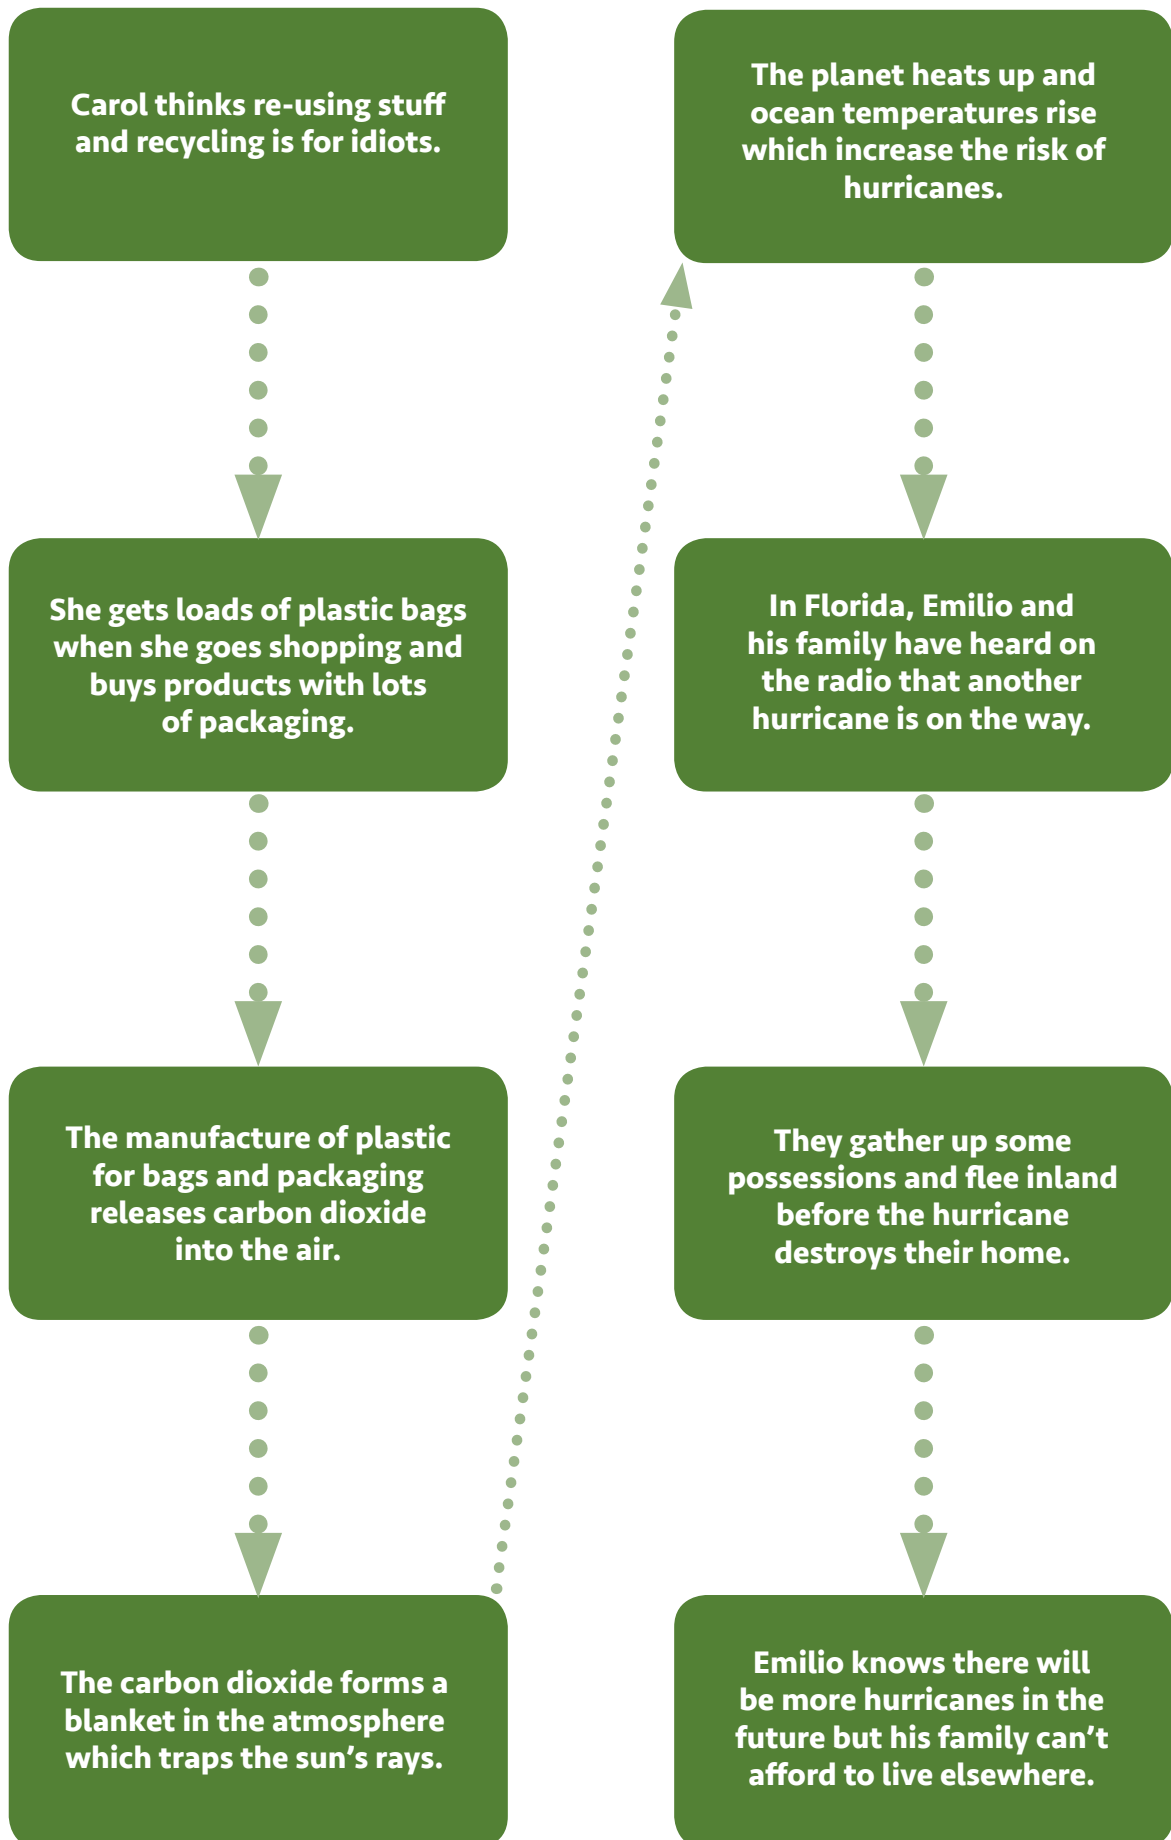 Carol thinks re-using stuff
and recycling is for idiots.
She gets loads of plastic bags
when she goes shopping and
buys products with lots
of packaging.
The manufacture of plastic
for bags and packaging
releases carbon dioxide
into the air.
The carbon dioxide forms a
blanket in the atmosphere
which traps the sun's rays.
The planet heats up and
ocean temperatures rise
which increase the risk of
hurricanes.
In Florida, Emilio and
his family have heard on
the radio that another
hurricane is on the way.
They gather up some
possessions and flee inland
before the hurricane
destroys their home.
Emilio knows there will
be more hurricanes in the
future but his family can't
afford to live elsewhere.